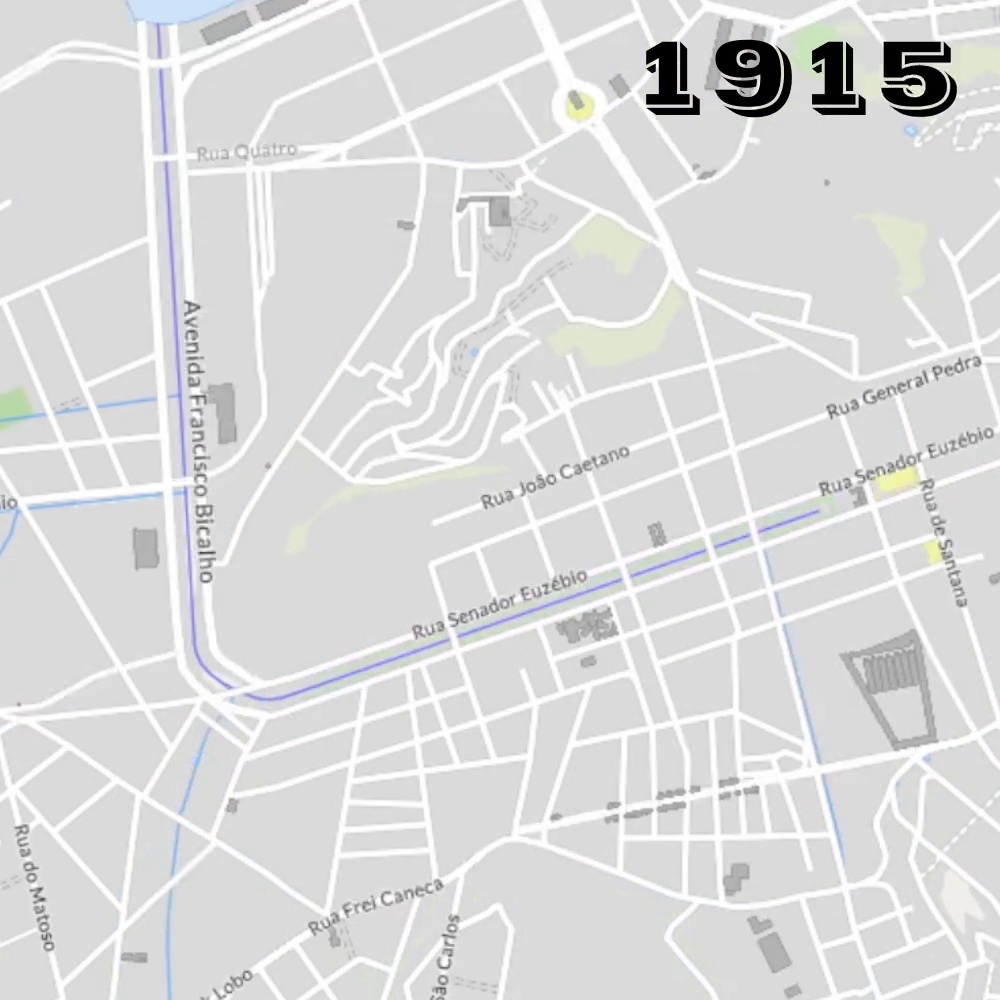 1915
Rua Quatro
Avenida Francisco Bicalho
Rua General Pedra
Rua Senador Euzébio
Rua João Caetano
Rua de Santana
Rua Senador Euzébio
Rua do Matoso
Rua Frei Caneca
São Carlos
Lobo